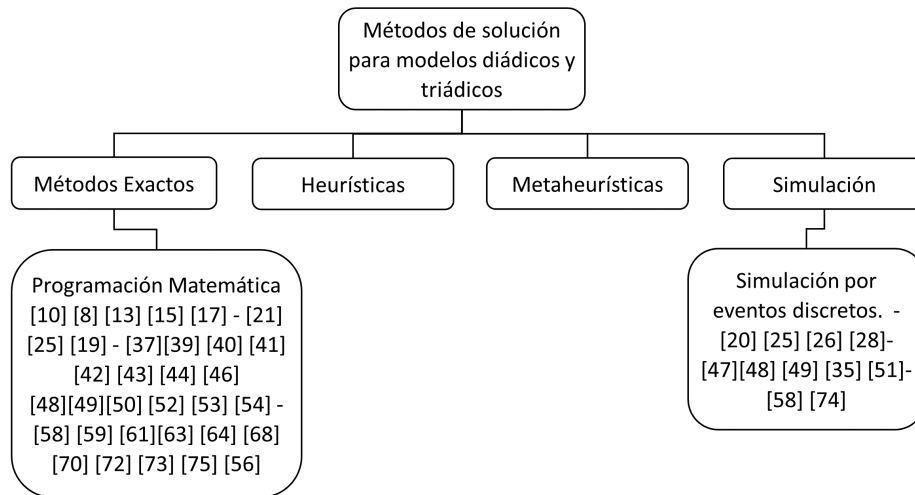 Métodos de solución
para modelos diádicos y
triádicos
Métodos Exactos
Heurísticas
Metaheurísticas
Simulación
Programación Matemática
[10] [8] [13] [15] [17] - [21]
[25] [19] - [37][39] [40] [41]
[42] [43] [44] [46]
[48][49][50] [52] [53] [54] -
[58] [59] [61][63] [64] [68]
[70] [72] [73] [75] [56]
Simulación por
eventos discretos. -
[20] [25] [26] [28]-
[47][48] [49] [35] [51]-
[58] [74]